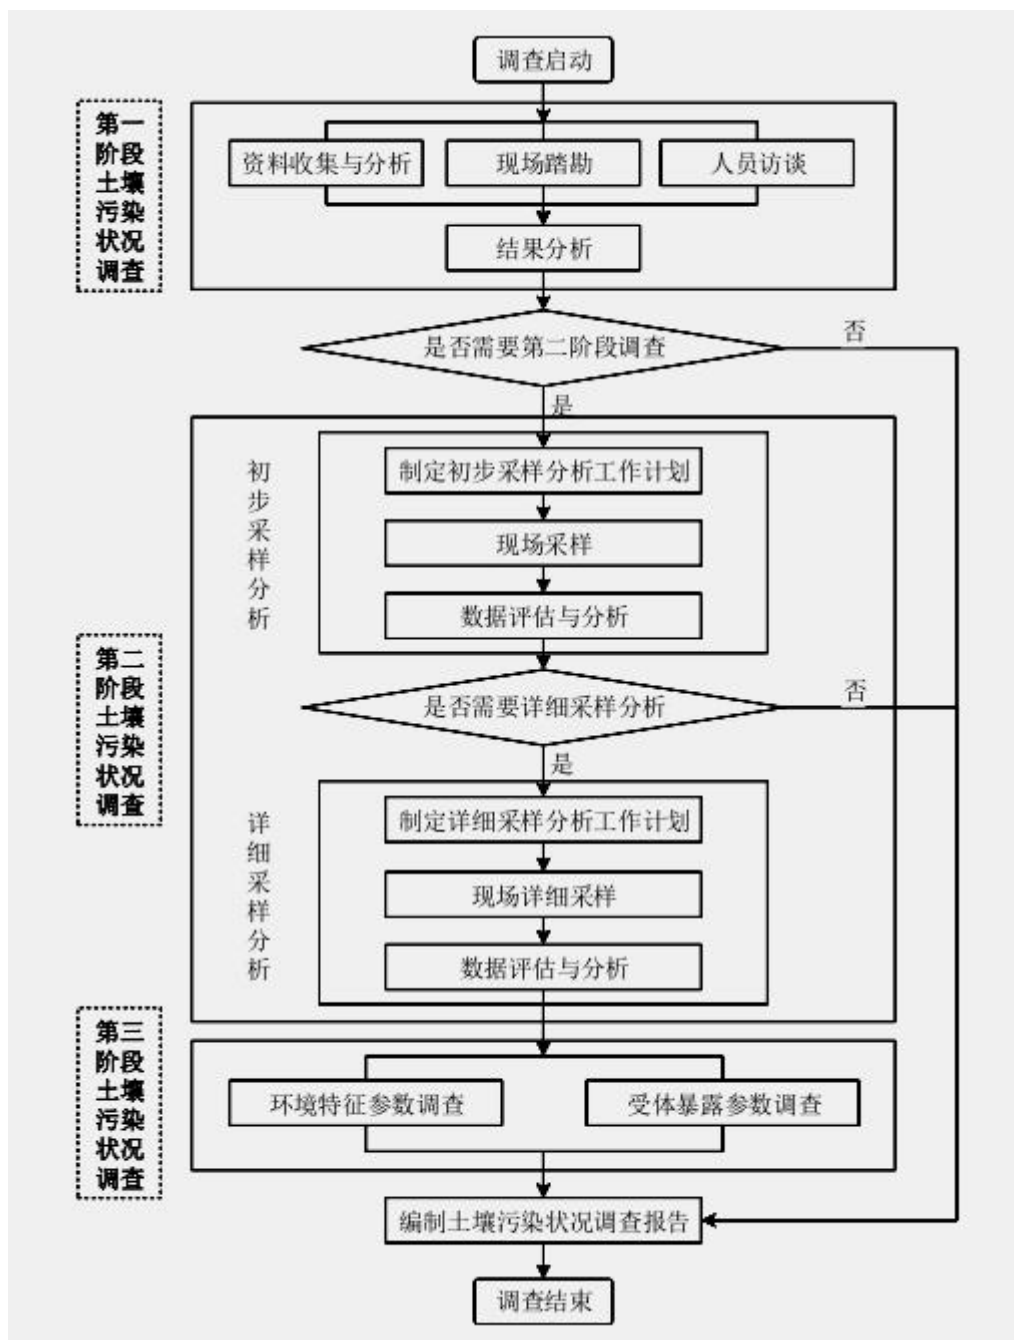 调查启动
第一
阶段
土壤
污染
状况
调查
资料收集与分析
现场踏勘
人员访谈
结果分析
是否需要第二阶段调查
否
是
初
步
采
样
分
析
制定初步采样分析工作计划
现场采样
数据评估与分析
第二
阶段
土壤
污染
状况
调查
是否需要详细采样分析
否
是
详
细
采
样
分
析
制定详细采样分析工作计划
现场详细采样
数据评估与分析
第三
阶段
土壤
污染
状况
调查
环境特征参数调查
受体暴露参数调查
编制土壤污染状况调查报告
调查结束